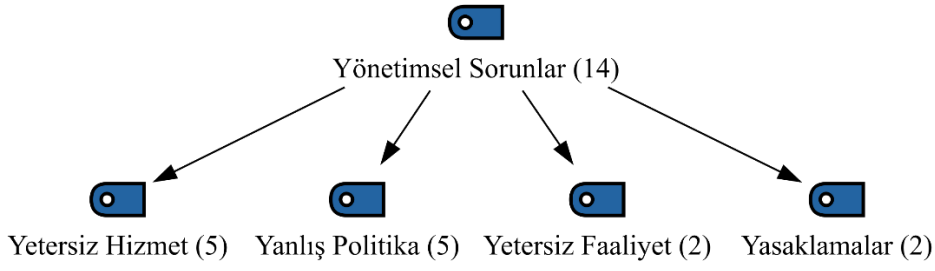 Yönetimsel Sorunlar (14)
Yetersiz Hizmet (5) Yanlış Politika (5) Yetersiz Faaliyet (2) Yasaklamalar (2)